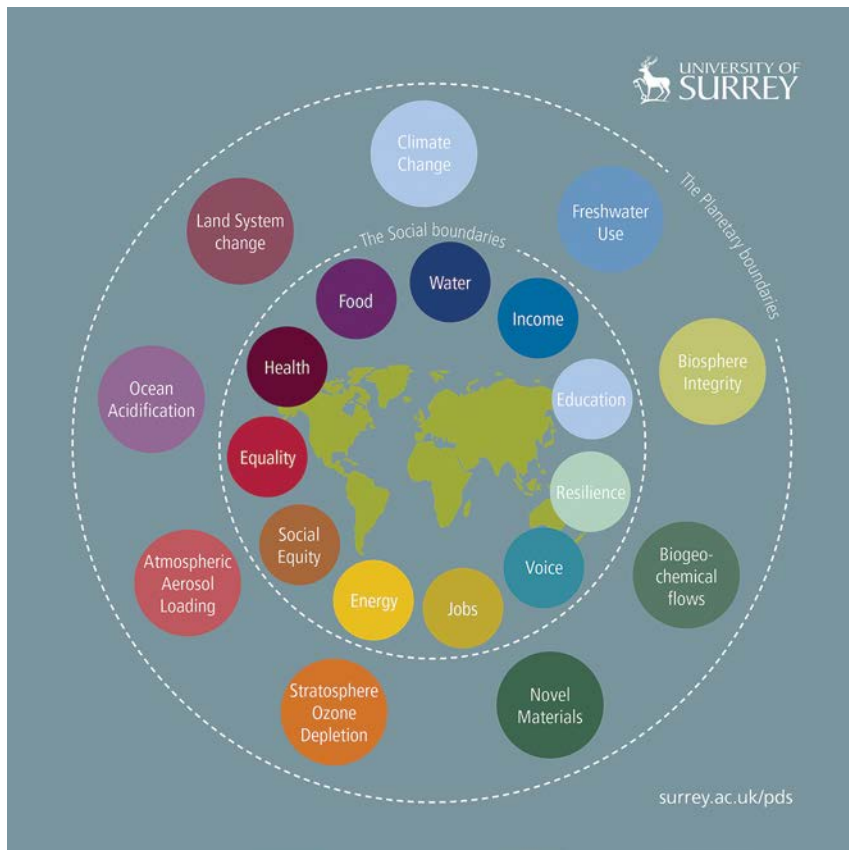 UNIVERSITY OF
SURREY
The Planetary boundaries
Climate
Change
Freshwater
Use
Biosphere
Integrity
Biogeo-
chemical
flows
Novel
Materials
Stratosphere
Ozone
Depletion
Atmospheric
Aerosol
Loading
Ocean
Acidification
Land System
change
The Social boundaries
Water
Income
Education
Resilience
Voice
Jobs
Energy
Social
Equity
Equality
Health
Food
surrey.ac.uk/pds